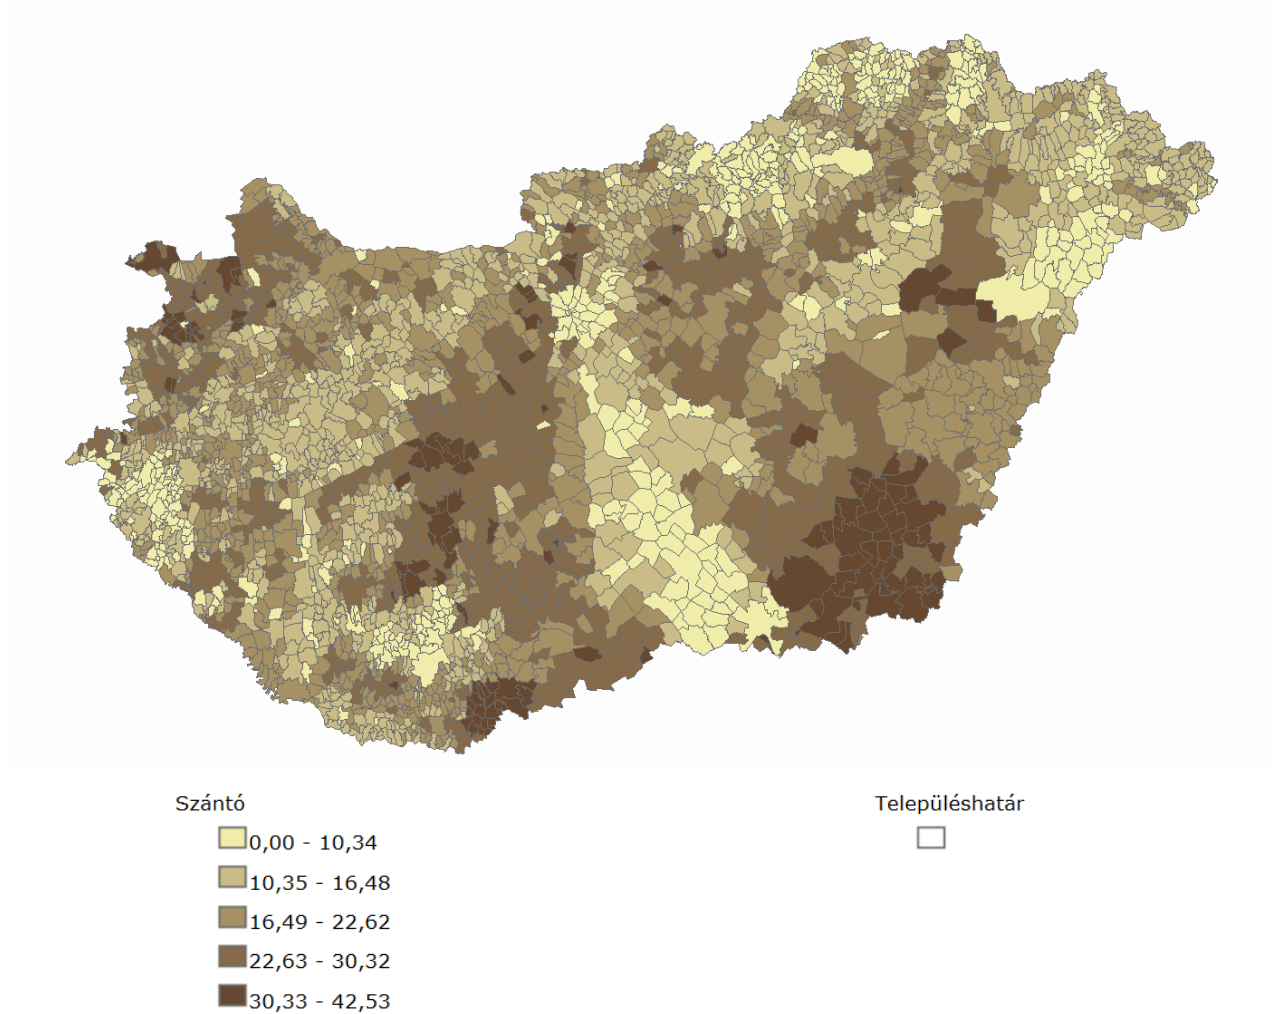 Szántó
0,00 - 10,34
10,35 - 16,48
16,49 - 22,62
22,63 - 30,32
30,33 - 42,53
Településhatár